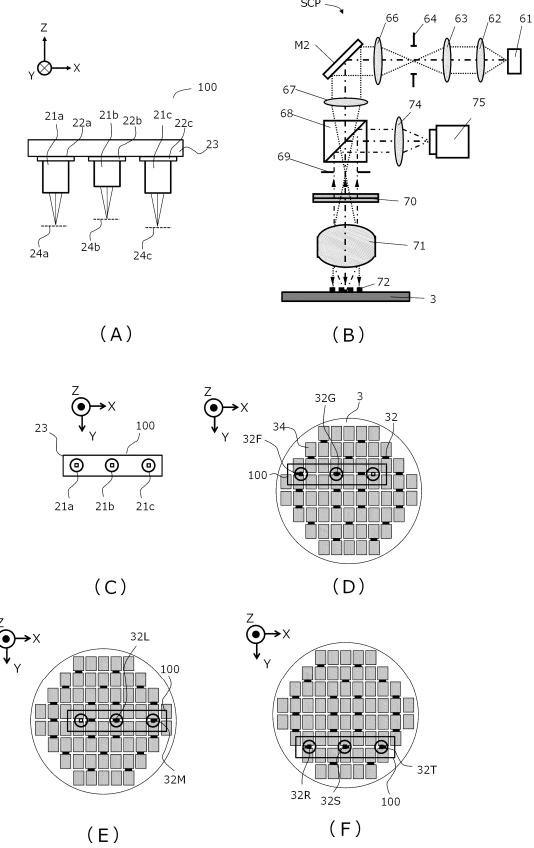 SCP
Z
Y
X
100
21a
22a
21b
22b
21c
22c
23
24a
24b
24c
(A)
M2
66
64
63
62
61
67
68
74
75
69
70
71
72
3
(B)
Z
X
Y
23
100
21a
21b
21c
(C)
Z
X
Y
32G
3
34
32
32F
100
(D)
Z
X
Y
32L
100
32M
(E)
Z
X
Y
32R
32S
32T
100
(F)